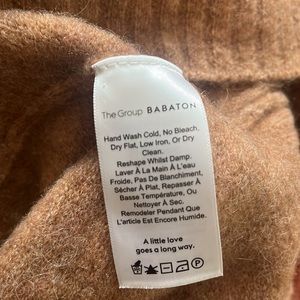 The Group BABATON
Hand Wash Cold, No Bleach,
Dry Flat, Low Iron, Or Dry
Clean.
Reshape Whilst Damp.
Laver À La Main À L'eau
Froide, Pas De Blanchiment,
Sécher À Plat, Repasser À
Basse Température, Ou
Nettoyer À Sec.
Remodeler Pendant Que
L'article Est Encore Humide.
A little love
goes a long way.